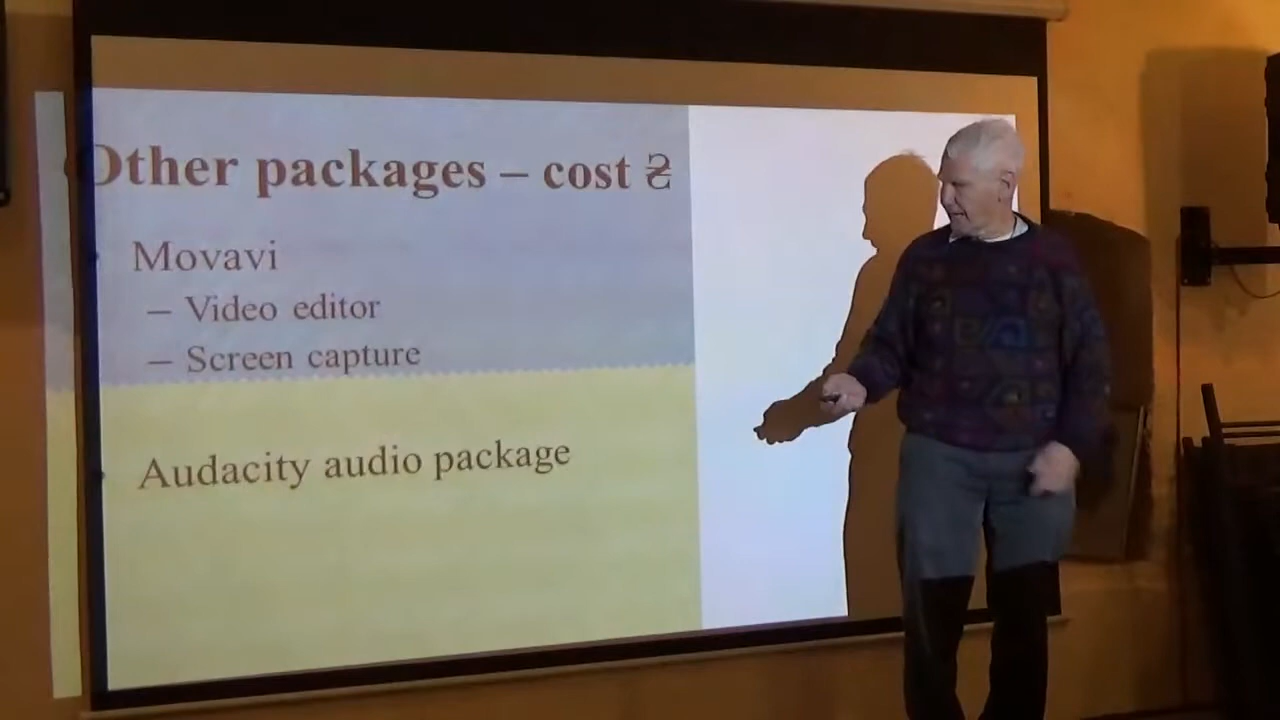 Other packages – cost ₴
Movavi
– Video editor
– Screen capture
Audacity audio package